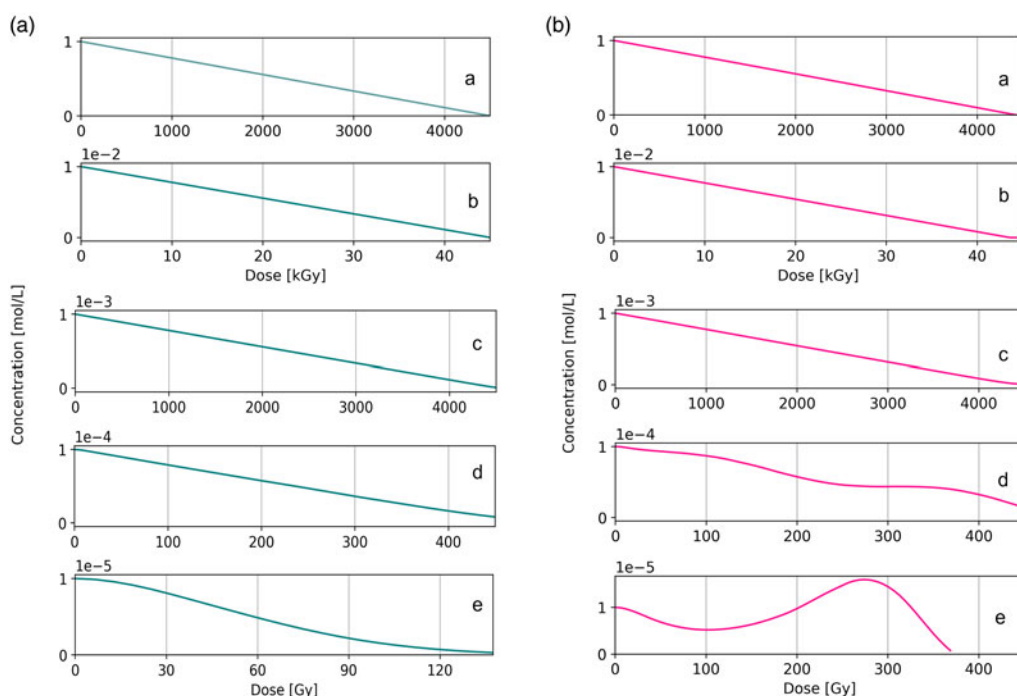 (a)
1
0
a
0 1000 2000 3000 4000
1e−2
1
0
b
0 10 20 30 40
Dose [kGy]
Concentration [mol/L]
1e−3
1
0
c
0 1000 2000 3000 4000
1e−4
1
0
d
0 100 200 300 400
1e−5
1
0
e
0 30 60 90 120
Dose [Gy]
(b)
1
0
a
0 1000 2000 3000 4000
1e−2
1
0
b
0 10 20 30 40
Dose [kGy]
Concentration [mol/L]
1e−3
1
0
c
0 1000 2000 3000 4000
1e−4
1
0
d
0 100 200 300 400
1e−5
1
0
e
0 100 200 300 400
Dose [Gy]